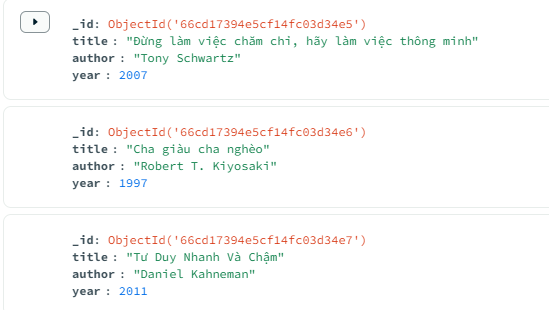 _id: ObjectId('66cd17394e5cf14fc03d34e5')
title : "Đừng làm việc chăm chỉ, hãy làm việc thông minh"
author : "Tony Schwartz"
year : 2007
_id: ObjectId('66cd17394e5cf14fc03d34e6')
title : "Cha giàu cha nghèo"
author : "Robert T. Kiyosaki"
year : 1997
_id: ObjectId('66cd17394e5cf14fc03d34e7')
title : "Tư Duy Nhanh Và Chậm"
author : "Daniel Kahneman"
year : 2011